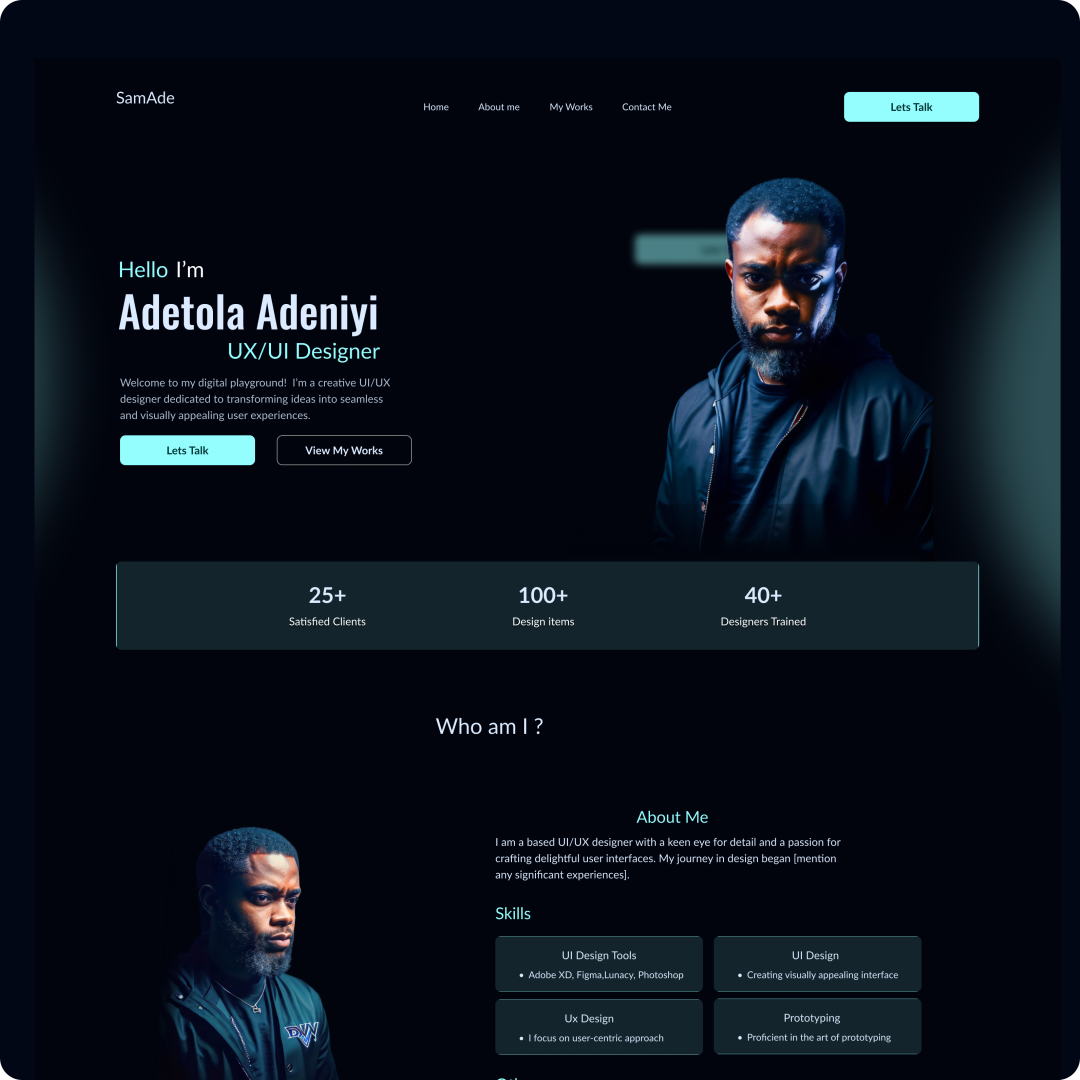 SamAde
Home About me My Works Contact Me
Lets Talk
Hello I’m
Adetola Adeniyi
UX/UI Designer
Welcome to my digital playground! I’m a creative UI/UX
designer dedicated to transforming ideas into seamless
and visually appealing user experiences.
Lets Talk
View My Works
25+
Satisfied Clients
100+
Design items
40+
Designers Trained
Who am I ?
About Me
I am a based UI/UX designer with a keen eye for detail and a passion for
crafting delightful user interfaces. My journey in design began [mention
any significant experiences].
Skills
UI Design Tools
• Adobe XD, Figma,Lunacy, Photoshop
UI Design
• Creating visually appealing interface
Ux Design
• I focus on user-centric approach
Prototyping
• Proficient in the art of prototyping